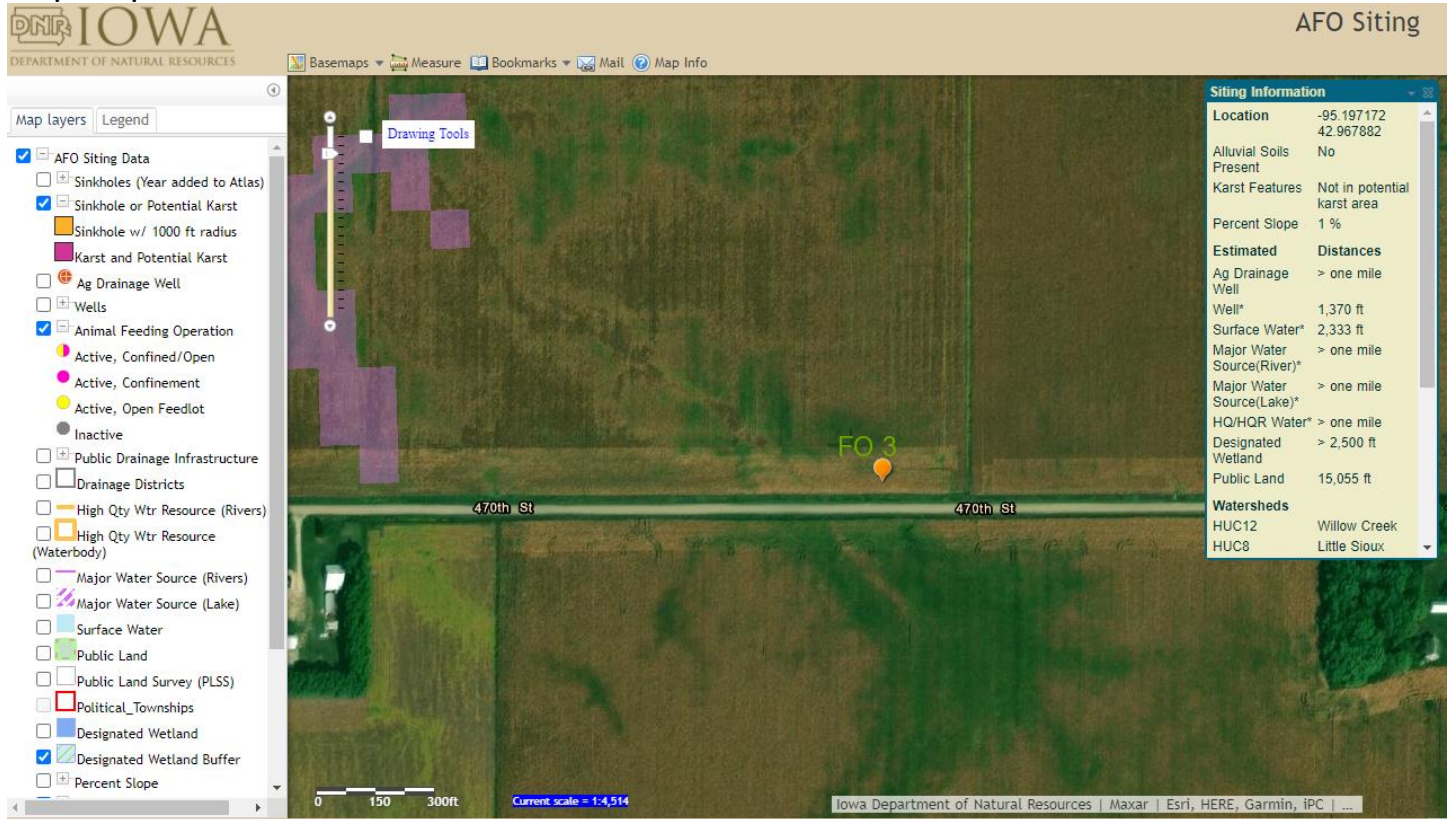 DNR IOWA
DEPARTMENT OF NATURAL RESOURCES
AFO Siting
Basemaps Measure Bookmarks Mail Map Info
Map layers Legend
AFO Siting Data
Sinkholes (Year added to Atlas)
Sinkhole or Potential Karst
Sinkhole w/ 1000 ft radius
Karst and Potential Karst
Ag Drainage Well
Wells
Animal Feeding Operation
Active, Confined/Open
Active, Confinement
Active, Open Feedlot
Inactive
Public Drainage Infrastructure
Drainage Districts
High Qty Wtr Resource (Rivers)
High Qty Wtr Resource
(Waterbody)
Major Water Source (Rivers)
Major Water Source (Lake)
Surface Water
Public Land
Public Land Survey (PLSS)
Political_Townships
Designated Wetland
Designated Wetland Buffer
Percent Slope
Drawing Tools
FO 3
470th St 470th St
0 150 300ft
Current scale = 1:4,514
Iowa Department of Natural Resources | Maxar | Esri, HERE, Garmin, iPC | ...
Siting Information
Location -95.197172
42.967882
Alluvial Soils No
Present
Karst Features Not in potential
karst area
Percent Slope 1 %
Estimated Distances
Ag Drainage > one mile
Well
Well* 1,370 ft
Surface Water* 2,333 ft
Major Water > one mile
Source(River)*
Major Water > one mile
Source(Lake)*
HQ/HQR Water* > one mile
Designated > 2,500 ft
Wetland
Public Land 15,055 ft
Watersheds
HUC12 Willow Creek
HUC8 Little Sioux